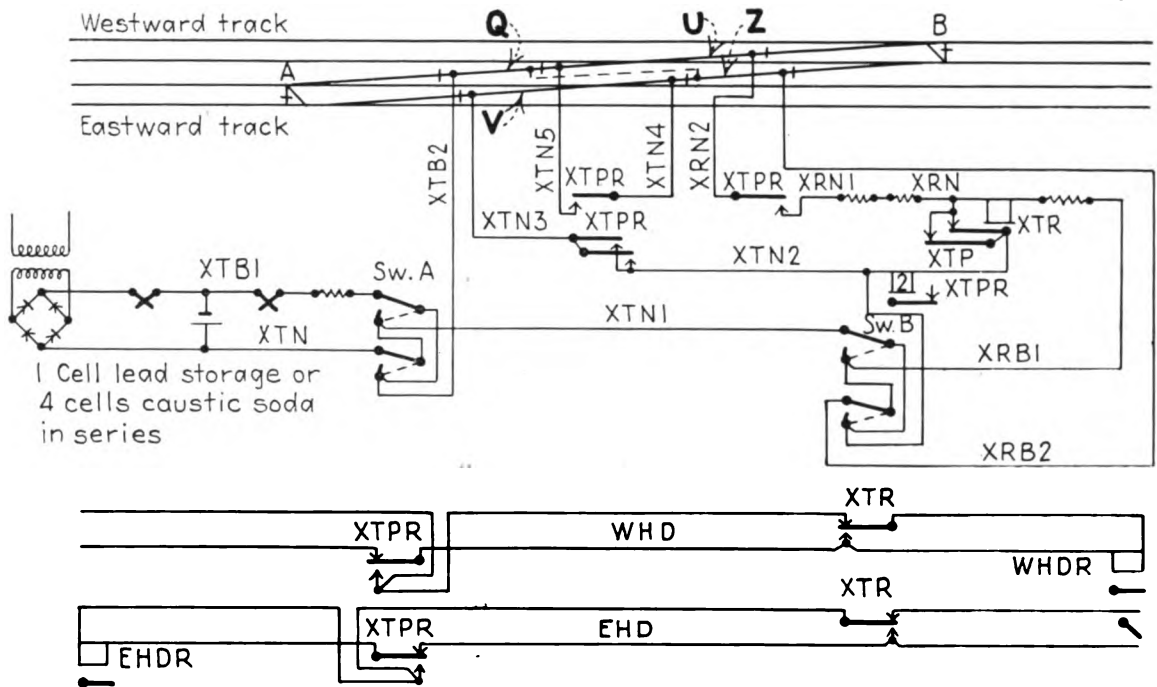 Westward track
Q
U
Z
B
A
V
Eastward track
XTB2
XTN5
XTN4
XRN2
XTPR
XTPR
XRN1
XRN
XTN3
XTPR
XTR
XTP
XTN2
2
XTPR
XTB1
Sw. A
XTN
XTN1
Sw. B
XRB1
XRB2
1 Cell lead storage or
4 cells caustic soda
in series
XTPR
WHD
XTR
WHDR
XTPR
EHD
XTR
EHDR